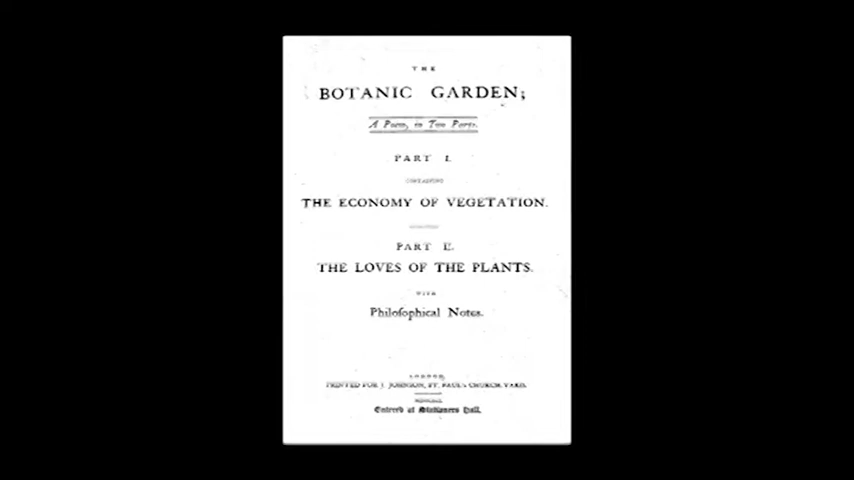 THE
BOTANIC GARDEN;
A Poem, in Two Parts.
PART I.
CONTAINING
THE ECONOMY OF VEGETATION.
PART II.
THE LOVES OF THE PLANTS.
WITH
Philoſophical Notes.
LONDON,
PRINTED FOR J. JOHNSON, ST. PAUL'S CHURCH YARD.
Entered at Stationers Hall.